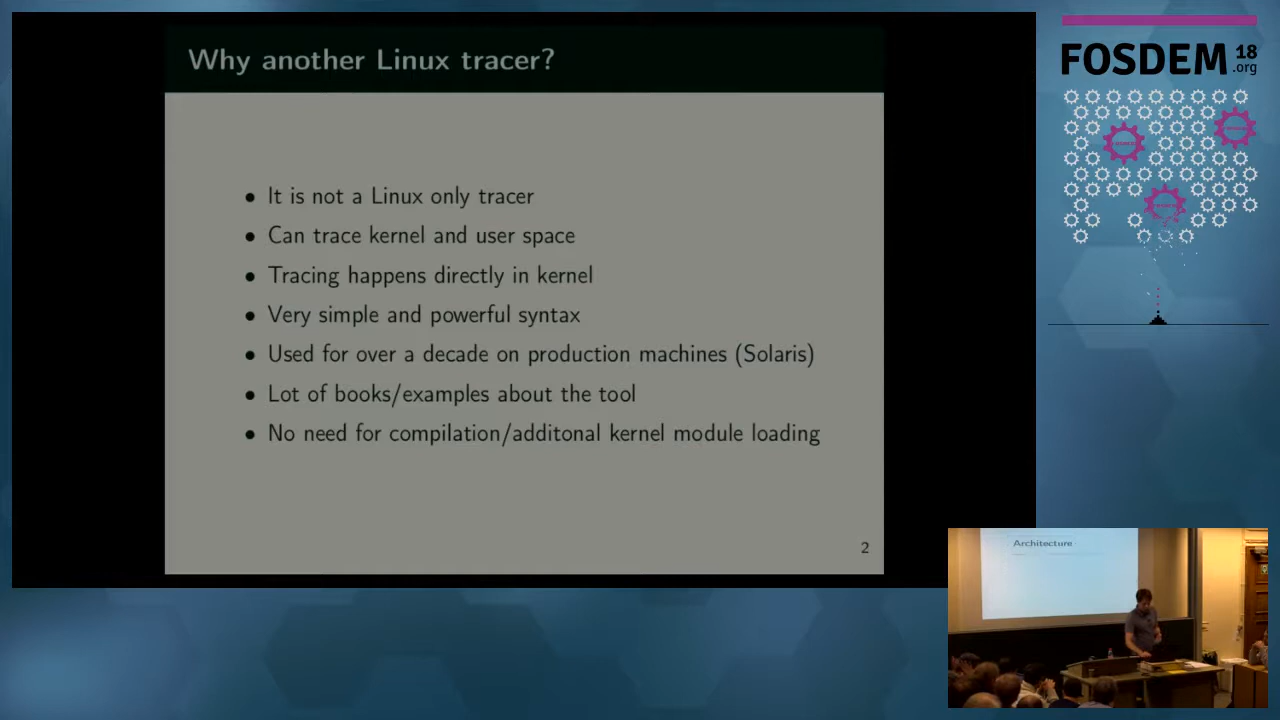 Why another Linux tracer?
• It is not a Linux only tracer
• Can trace kernel and user space
• Tracing happens directly in kernel
• Very simple and powerful syntax
• Used for over a decade on production machines (Solaris)
• Lot of books/examples about the tool
• No need for compilation/additonal kernel module loading
2
FOSDEM 18
.org
Architecture